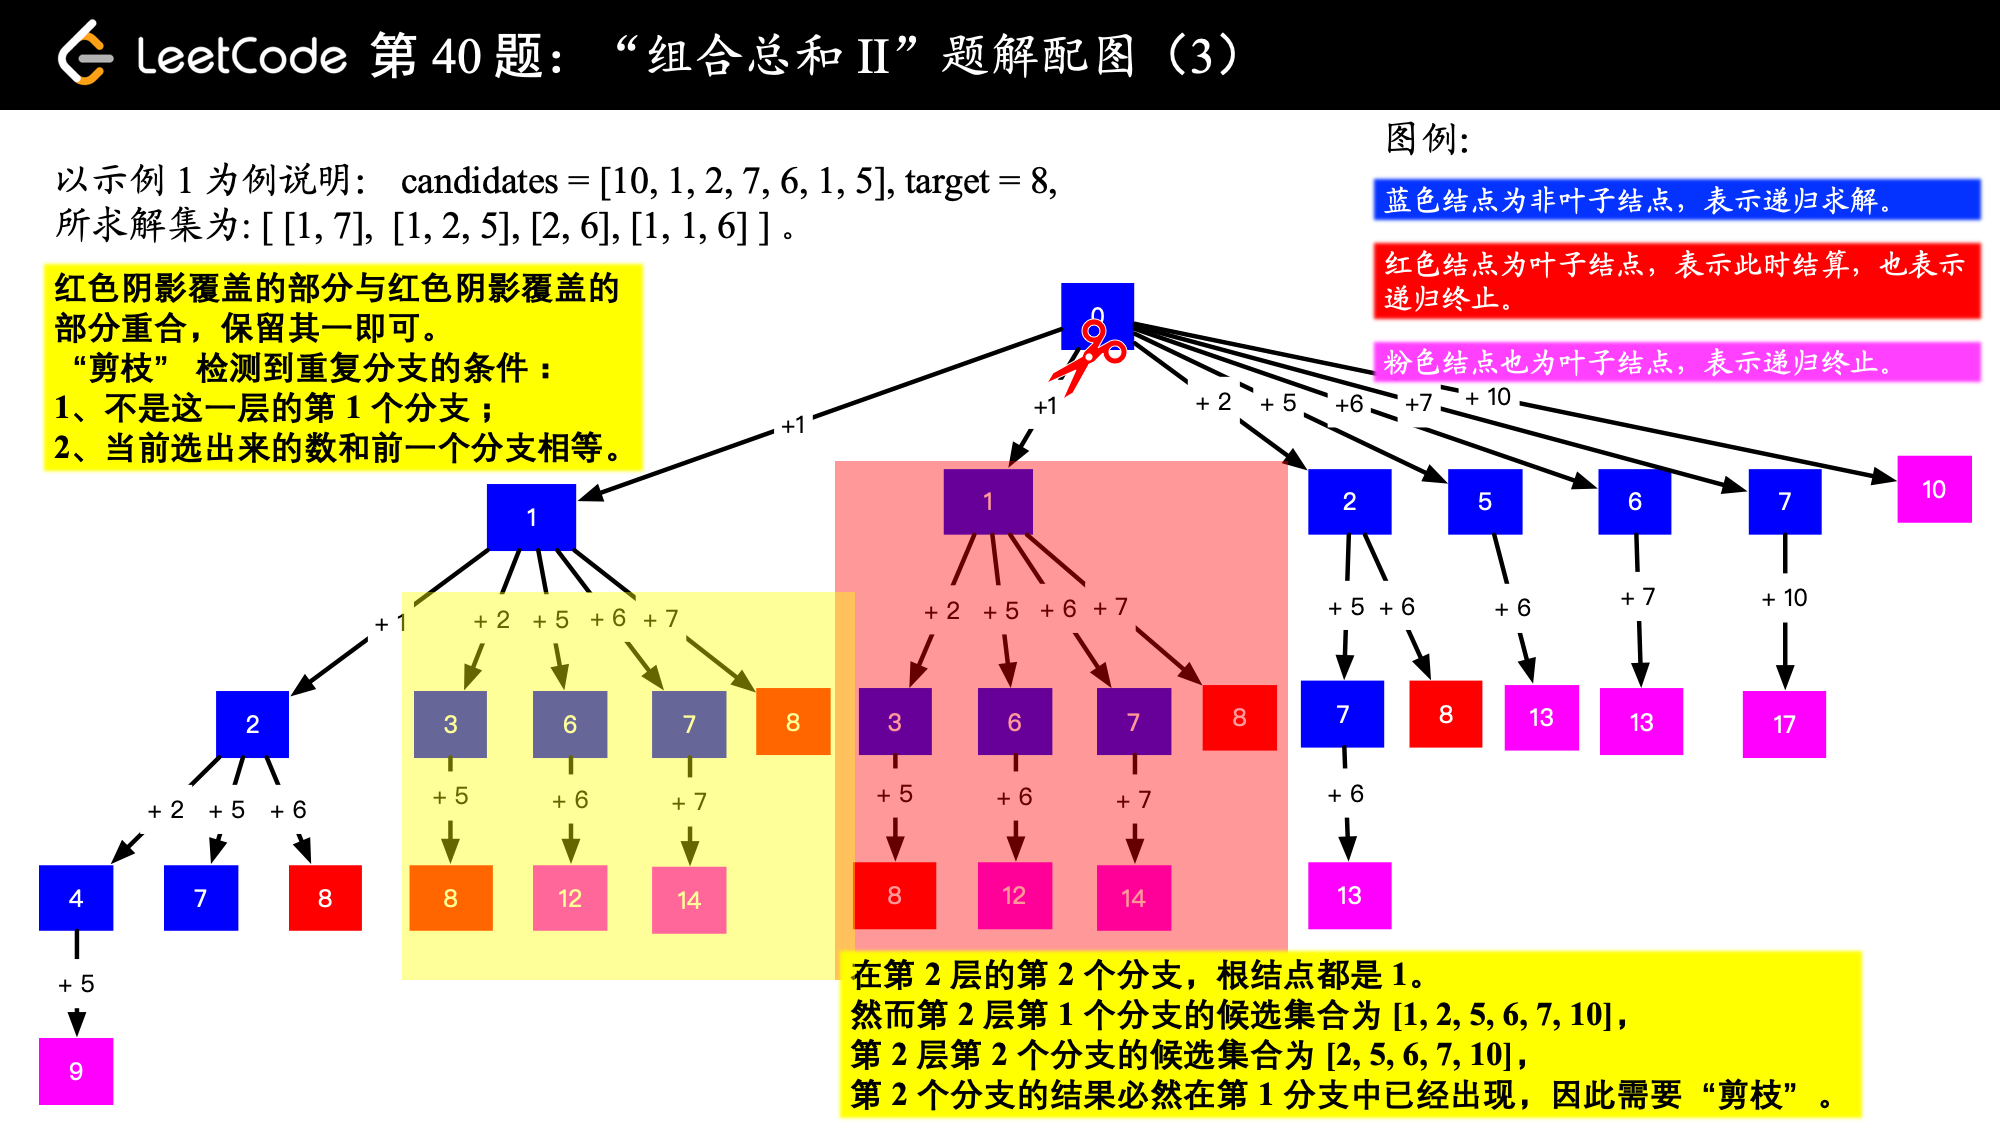 LeetCode 第 40 题：“组合总和 II”题解配图（3）
以示例 1 为例说明： candidates = [10, 1, 2, 7, 6, 1, 5], target = 8,
所求解集为: [ [1, 7], [1, 2, 5], [2, 6], [1, 1, 6] ] 。
图例:
蓝色结点为非叶子结点，表示递归求解。
红色结点为叶子结点，表示此时结算，也表示
递归终止。
粉色结点也为叶子结点，表示递归终止。
红色阴影覆盖的部分与红色阴影覆盖的
部分重合，保留其一即可。
“剪枝” 检测到重复分支的条件：
1、不是这一层的第 1 个分支；
2、当前选出来的数和前一个分支相等。
0
+1 +1 + 2 + 5 +6 +7 + 10
1 1 2 5 6 7 10
+ 1 + 2 + 5 + 6 + 7 + 2 + 5 + 6 + 7 + 5 + 6 + 6 + 7 + 10
2 3 6 7 8 3 6 7 8 7 8 13 13 17
+ 2 + 5 + 6 + 5 + 6 + 7 + 5 + 6 + 7 + 6
4 7 8 8 12 14 8 12 14 13
+ 5
9
在第 2 层的第 2 个分支，根结点都是 1。
然而第 2 层第 1 个分支的候选集合为 [1, 2, 5, 6, 7, 10]，
第 2 层第 2 个分支的候选集合为 [2, 5, 6, 7, 10]，
第 2 个分支的结果必然在第 1 分支中已经出现，因此需要“剪枝”。